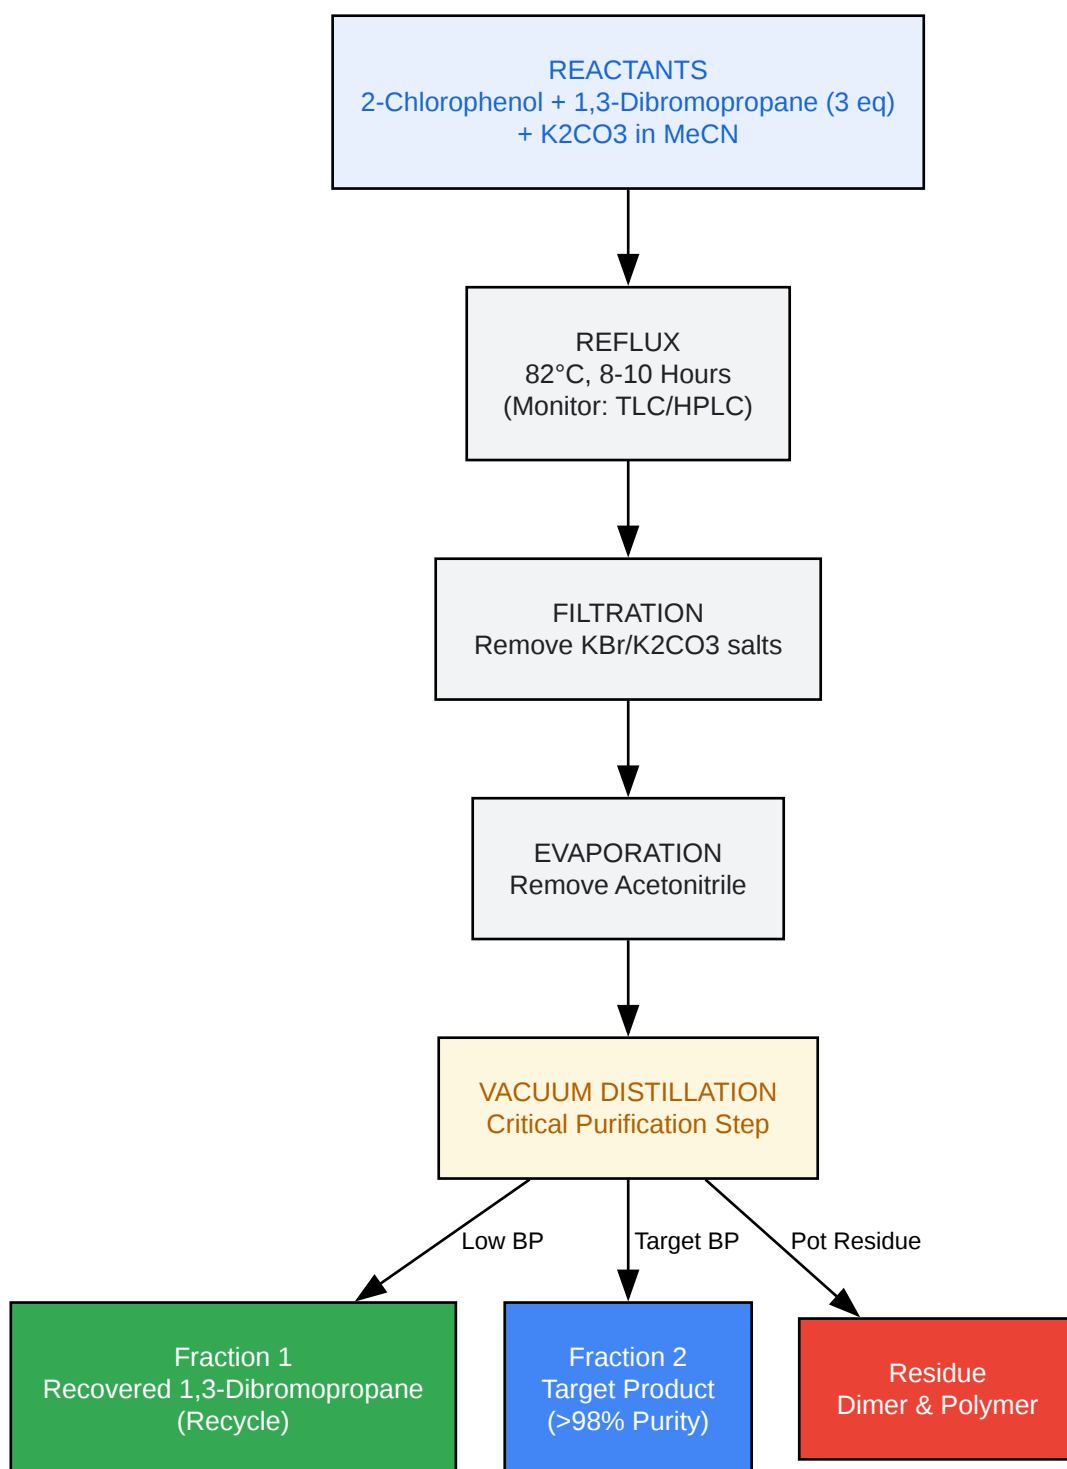 REACTANTS
2-Chlorophenol + 1,3-Dibromopropane (3 eq)
+ K2CO3 in MeCN
REFLUX
82°C, 8-10 Hours
(Monitor: TLC/HPLC)
FILTRATION
Remove KBr/K2CO3 salts
EVAPORATION
Remove Acetonitrile
VACUUM DISTILLATION
Critical Purification Step
Low BP
Target BP
Pot Residue
Fraction 1
Recovered 1,3-Dibromopropane
(Recycle)
Fraction 2
Target Product
(>98% Purity)
Residue
Dimer & Polymer